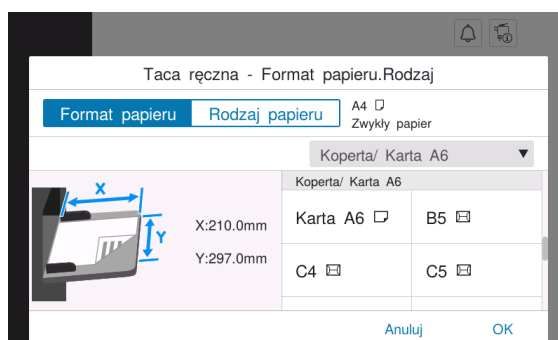 Taca ręczna - Format papieru.Rodzaj
Format papieru
Rodzaj papieru
A4
Zwykły papier
Koperta/ Karta A6
Koperta/ Karta A6
X
Y
X:210.0mm
Y:297.0mm
Karta A6
B5
C4
C5
Anuluj
OK